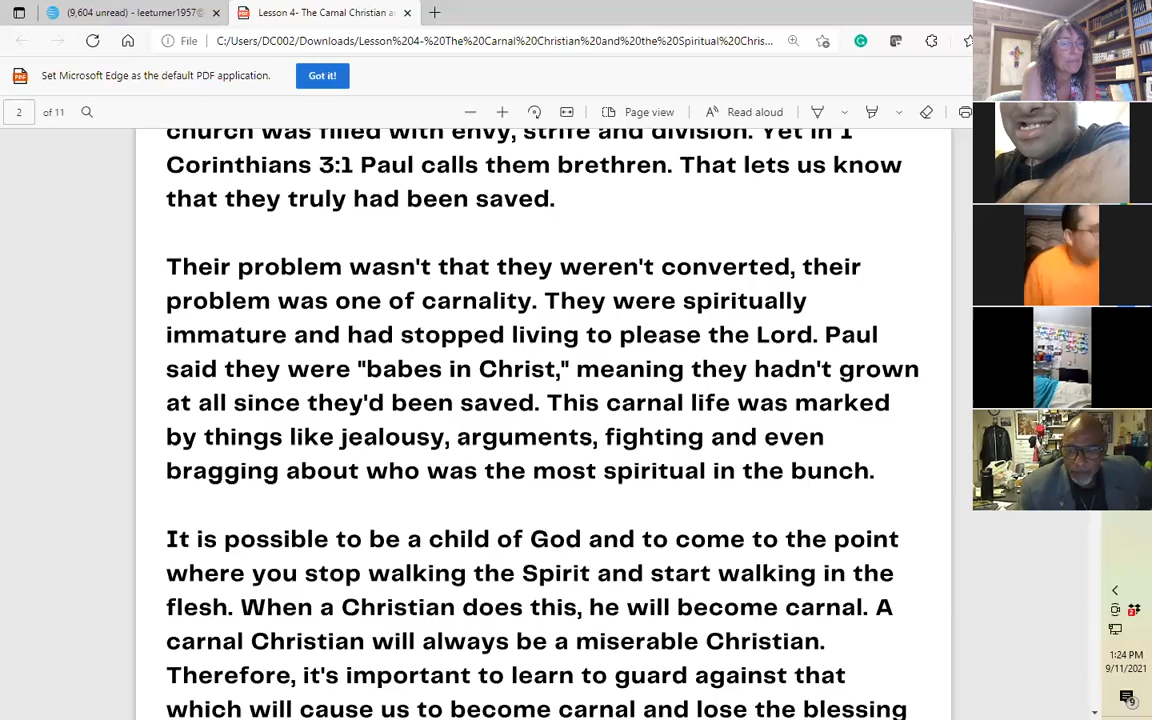 (9,604 unread) - leeturner1957@
Lesson 4- The Carnal Christian a
File
C:/Users/DC002/Downloads/Lesson%204-%20The%20Carnal%20Christian%20and%20the%20Spiritual%20Chris...
Set Microsoft Edge as the default PDF application.
Got it!
2
of 11
Page view
Read aloud
church was filled with envy, strife and division. Yet in 1
Corinthians 3:1 Paul calls them brethren. That lets us know
that they truly had been saved.
Their problem wasn't that they weren't converted, their
problem was one of carnality. They were spiritually
immature and had stopped living to please the Lord. Paul
said they were "babes in Christ," meaning they hadn't grown
at all since they'd been saved. This carnal life was marked
by things like jealousy, arguments, fighting and even
bragging about who was the most spiritual in the bunch.
It is possible to be a child of God and to come to the point
where you stop walking the Spirit and start walking in the
flesh. When a Christian does this, he will become carnal. A
carnal Christian will always be a miserable Christian.
Therefore, it's important to learn to guard against that
which will cause us to become carnal and lose the blessing
2
1:24 PM
9/11/2021
9